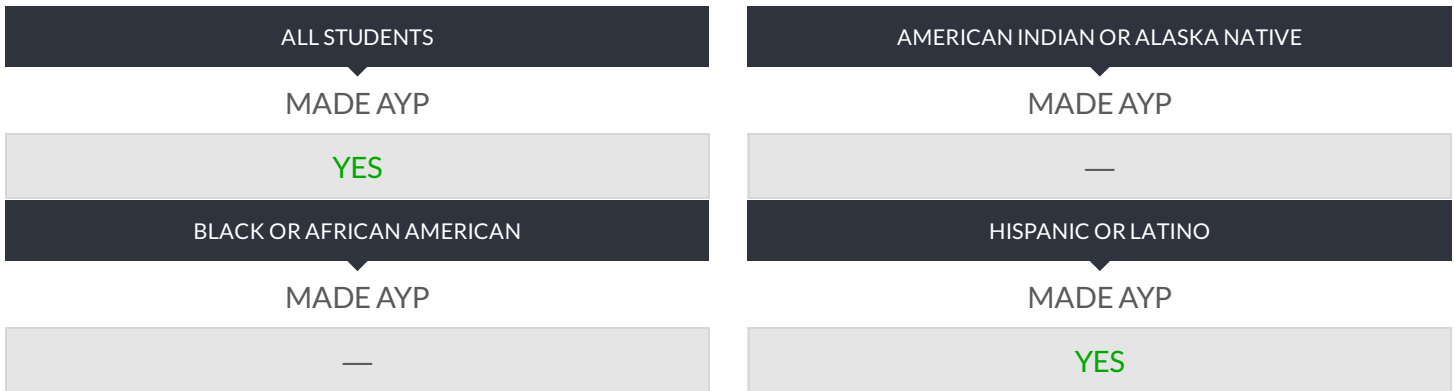 ALL STUDENTS
MADE AYP
YES
AMERICAN INDIAN OR ALASKA NATIVE
MADE AYP
—
BLACK OR AFRICAN AMERICAN
MADE AYP
—
HISPANIC OR LATINO
MADE AYP
YES